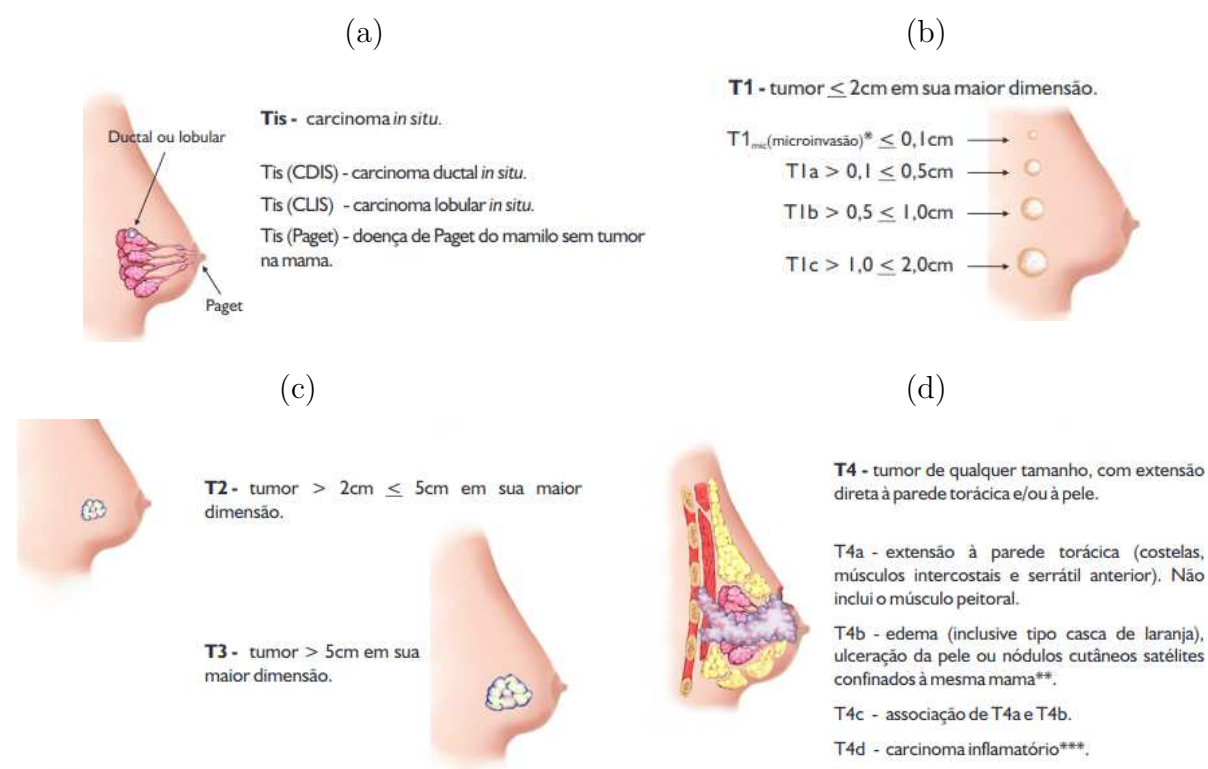 (a)
Ductal ou lobular
Paget
Tis - carcinoma in situ.
Tis (CDIS) - carcinoma ductal in situ.
Tis (CLIS) - carcinoma lobular in situ.
Tis (Paget) - doença de Paget do mamilo sem tumor
na mama.
(b)
T1 - tumor ≤ 2cm em sua maior dimensão.
T1mic(microinvasão)* ≤ 0,1cm
T1a > 0,1 ≤ 0,5cm
T1b > 0,5 ≤ 1,0cm
T1c > 1,0 ≤ 2,0cm
(c)
T2 - tumor > 2cm ≤ 5cm em sua maior
dimensão.
T3 - tumor > 5cm em sua
maior dimensão.
(d)
T4 - tumor de qualquer tamanho, com extensão
direta à parede torácica e/ou à pele.
T4a - extensão à parede torácica (costelas,
músculos intercostais e serrátil anterior). Não
inclui o músculo peitoral.
T4b - edema (inclusive tipo casca de laranja),
ulceração da pele ou nódulos cutâneos satélites
confinados à mesma mama**.
T4c - associação de T4a e T4b.
T4d - carcinoma inflamatório***.